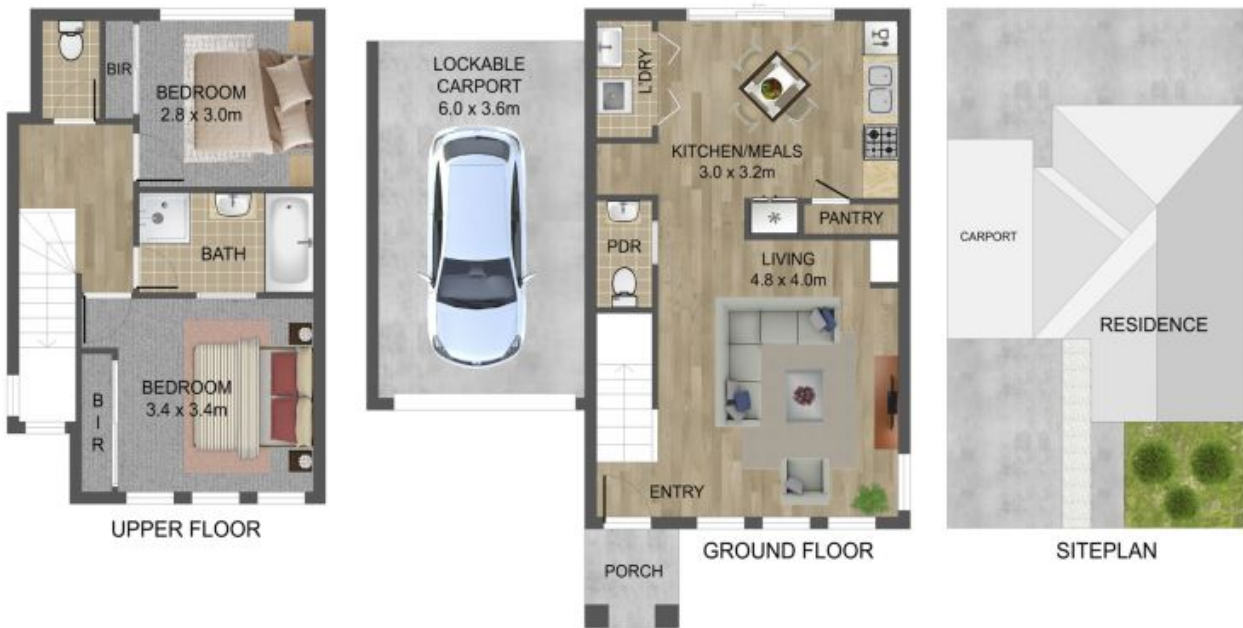 BIR
BEDROOM
2.8 x 3.0m
BATH
BEDROOM
3.4 x 3.4m
B
I
R
UPPER FLOOR
LOCKABLE
CARPORT
6.0 x 3.6m
L'DRY
KITCHEN/MEALS
3.0 x 3.2m
PANTRY
PDR
LIVING
4.8 x 4.0m
ENTRY
PORCH
GROUND FLOOR
CARPORT
RESIDENCE
SITEPLAN